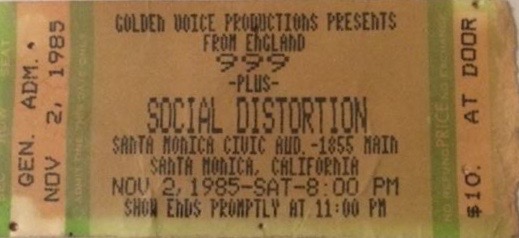 GEN. ADM.
NOV 2, 1985
GOLDEN VOICE PRODUCTIONS PRESENTS
FROM ENGLAND
999
-PLUS-
SOCIAL DISTORTION
SANTA MONICA CIVIC AUD. -1855 MAIN
SANTA MONICA, CALIFORNIA
NOV 2, 1985-SAT-8:00 PM
SHOW ENDS PROMPTLY AT 11:00 PM
PRICE
$10. AT DOOR